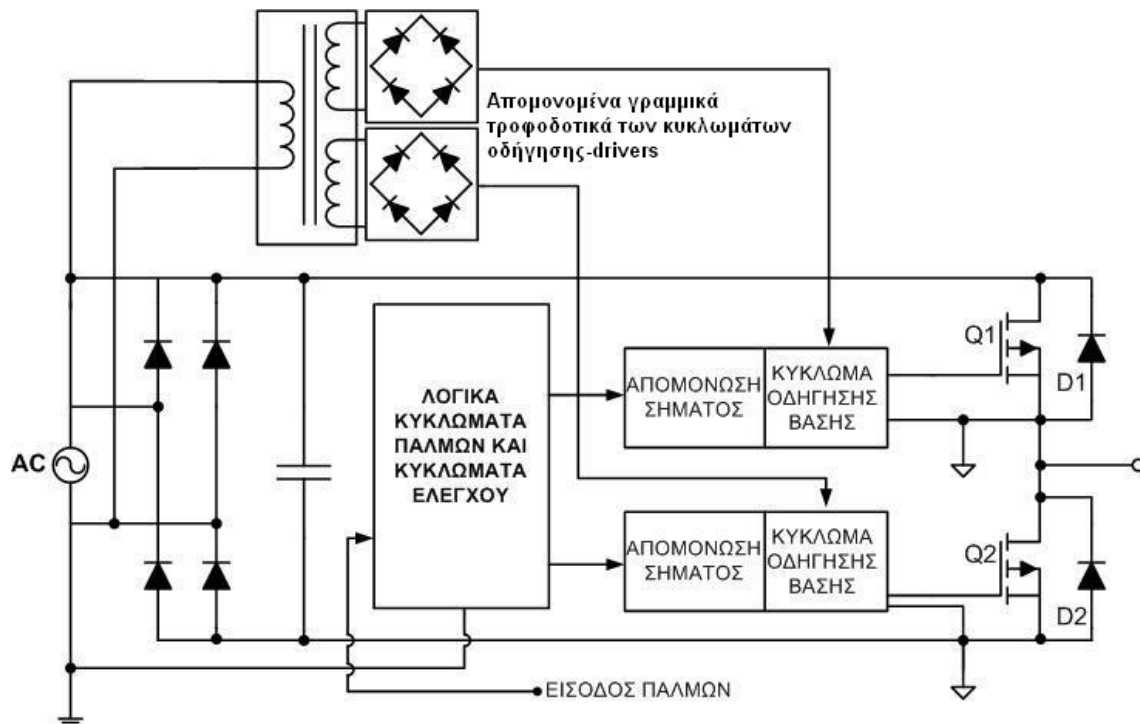 Απομονομένα γραμμικά
τροφοδοτικά των κυκλωμάτων
οδήγησης-drivers
ΛΟΓΙΚΑ
ΚΥΚΛΩΜΑΤΑ
ΠΑΛΜΩΝ ΚΑΙ
ΚΥΚΛΩΜΑΤΑ
ΕΛΕΓΧΟΥ
ΑΠΟΜΟΝΩΣΗ
ΣΗΜΑΤΟΣ
ΚΥΚΛΩΜΑ
ΟΔΗΓΗΣΗΣ
ΒΑΣΗΣ
Q1
D1
AC
ΑΠΟΜΟΝΩΣΗ
ΣΗΜΑΤΟΣ
ΚΥΚΛΩΜΑ
ΟΔΗΓΗΣΗΣ
ΒΑΣΗΣ
Q2
D2
ΕΙΣΟΔΟΣ ΠΑΛΜΩΝ